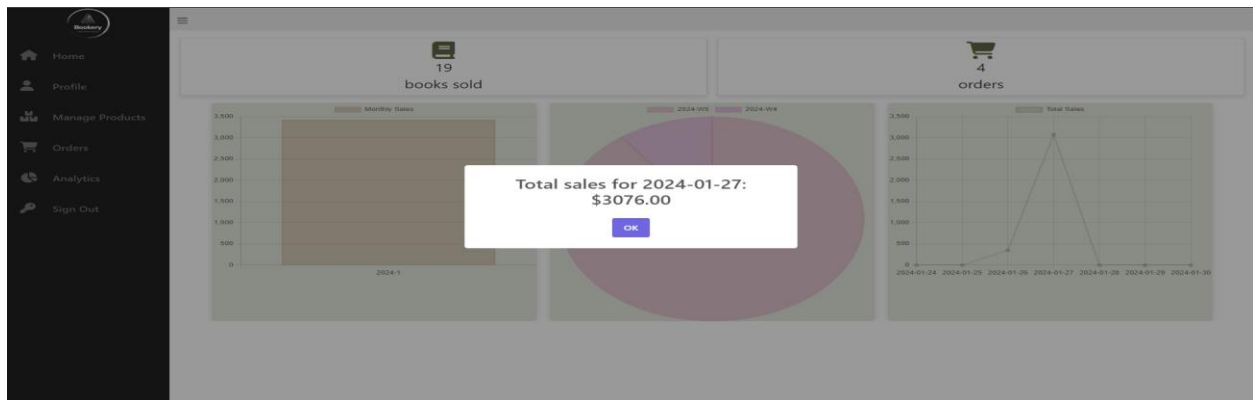 Bookery
Home
Profile
Manage Products
Orders
Analytics
Sign Out
19
books sold
4
orders
Monthly Sales
3,500
3,000
2,500
2,000
1,500
1,000
500
0
2024-1
2024-W5 2024-W4
Total Sales
3,500
3,000
2,500
2,000
1,500
1,000
500
0
2024-01-24 2024-01-25 2024-01-26 2024-01-27 2024-01-28 2024-01-29 2024-01-30
Total sales for 2024-01-27:
$3076.00
OK